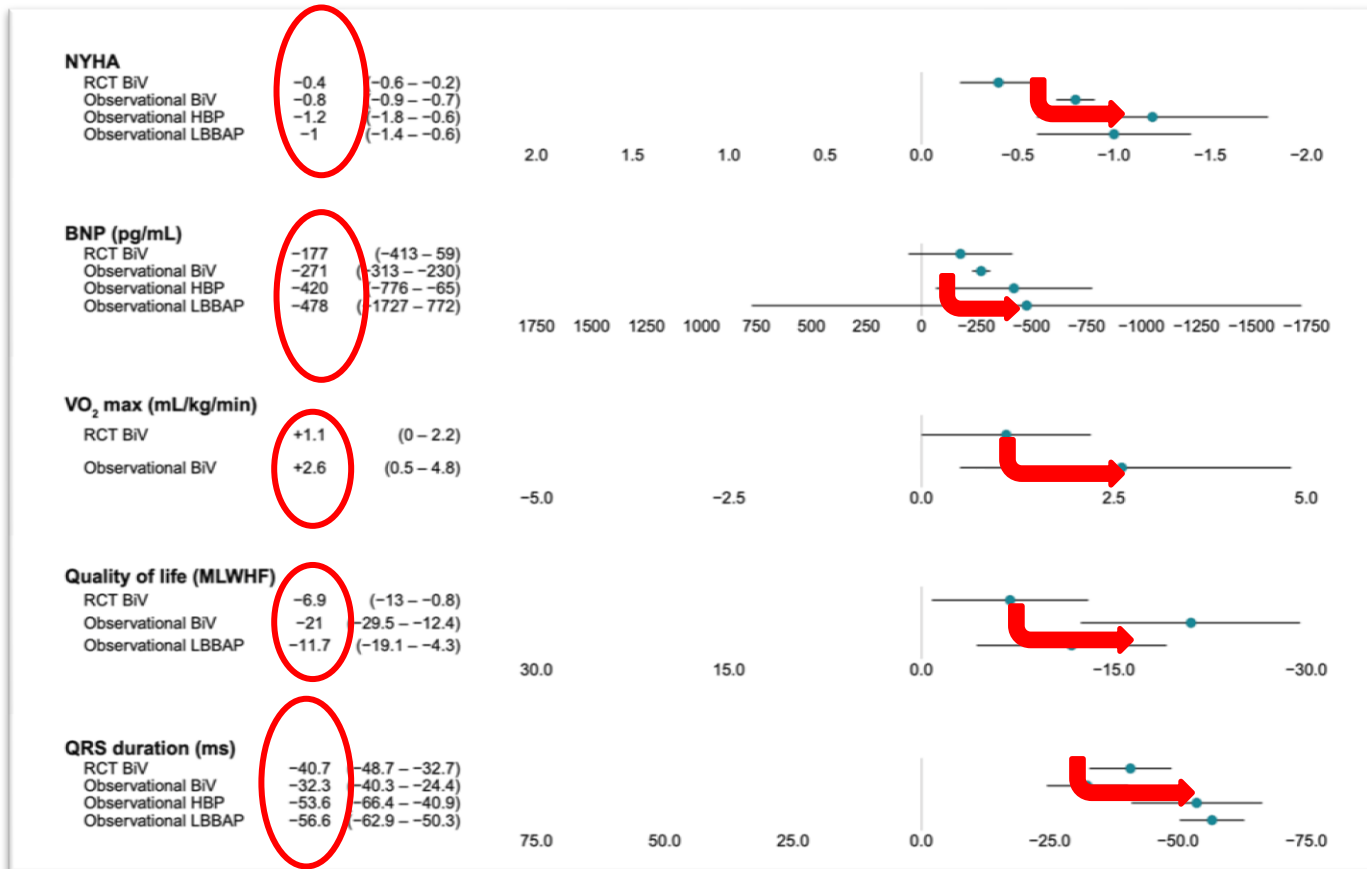 NYHA
RCT BiV −0.4 (−0.6 – −0.2)
Observational BiV −0.8 (−0.9 – −0.7)
Observational HBP −1.2 (−1.8 – −0.6)
Observational LBBAP −1 (−1.4 – −0.6)
2.0 1.5 1.0 0.5 0.0 −0.5 −1.0 −1.5 −2.0
BNP (pg/mL)
RCT BiV −177 (−413 – 59)
Observational BiV −271 (−313 – −230)
Observational HBP −420 (−776 – −65)
Observational LBBAP −478 (−1727 – 772)
1750 1500 1250 1000 750 500 250 0 −250 −500 −750 −1000 −1250 −1500 −1750
VO₂ max (mL/kg/min)
RCT BiV +1.1 (0 – 2.2)
Observational BiV +2.6 (0.5 – 4.8)
−5.0 −2.5 0.0 2.5 5.0
Quality of life (MLWHF)
RCT BiV −6.9 (−13 – −0.8)
Observational BiV −21 (−29.5 – −12.4)
Observational LBBAP −11.7 (−19.1 – −4.3)
30.0 15.0 0.0 −15.0 −30.0
QRS duration (ms)
RCT BiV −40.7 (−48.7 – −32.7)
Observational BiV −32.3 (−40.3 – −24.4)
Observational HBP −53.6 (−66.4 – −40.9)
Observational LBBAP −56.6 (−62.9 – −50.3)
75.0 50.0 25.0 0.0 −25.0 −50.0 −75.0